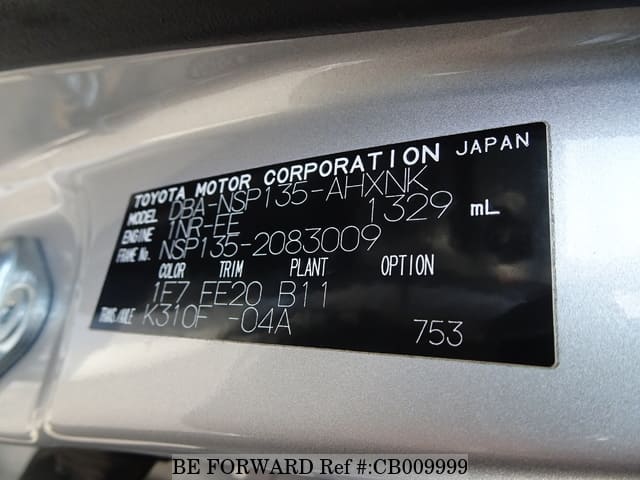 TOYOTA MOTOR CORPORATION JAPAN
MODEL DBA-NSP135-AHXNK
ENGINE 1NR-FE 1329 mL
FRAME No. NSP135-2083009
COLOR TRIM PLANT OPTION
1F7 FE20 B11
TRANS/AXLE K310F -04A 753
BE FORWARD Ref #:CB009999